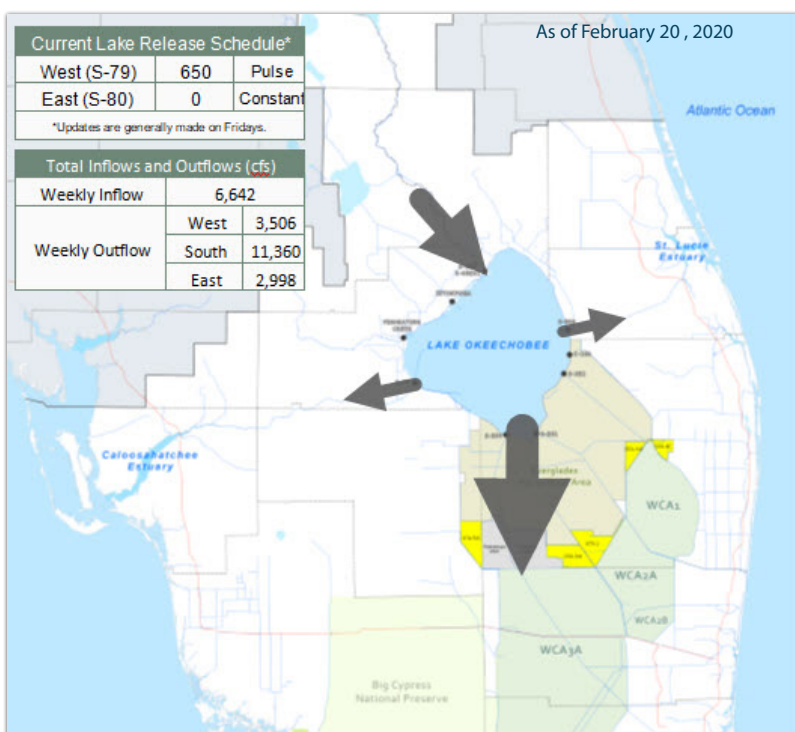 As of February 20 , 2020
Current Lake Release Schedule*
West (S-79) 650 Pulse
East (S-80) 0 Constant
*Updates are generally made on Fridays.
Total Inflows and Outflows (cfs)
Weekly Inflow 6,642
Weekly Outflow
West 3,506
South 11,360
East 2,998
Atlantic Ocean
St. Lucie
Estuary
LAKE OKEECHOBEE
Caloosahatchee
Estuary
Everglades
Area
WCA1
WCA2A
WCA2B
WCA3A
Big Cypress
National Preserve